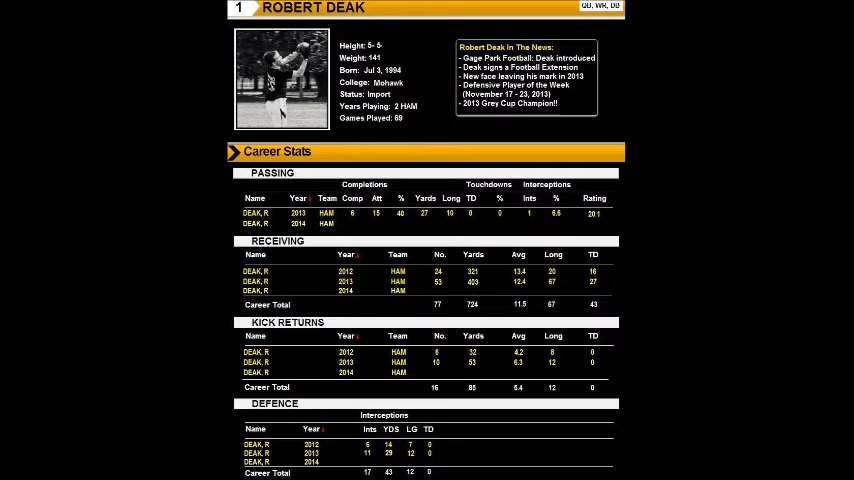 1 ROBERT DEAK QB, WR, DB
Height: 5- 5-
Weight: 141
Born: Jul 3, 1994
College: Mohawk
Status: Import
Years Playing: 2 HAM
Games Played: 69
Robert Deak In The News:
- Gage Park Football: Deak introduced
- Deak signs a Football Extension
- New face leaving his mark in 2013
- Defensive Player of the Week
(November 17 - 23, 2013)
- 2013 Grey Cup Champion!!
Career Stats
PASSING
Completions Touchdowns Interceptions
Name Year Team Comp Att % Yards Long TD % Ints % Rating
DEAK, R 2013 HAM 6 15 40 27 10 0 0 1 6.6 20.1
DEAK, R 2014 HAM
RECEIVING
Name Year Team No. Yards Avg Long TD
DEAK, R 2012 HAM 24 321 13.4 20 16
DEAK, R 2013 HAM 53 403 12.4 67 27
DEAK, R 2014 HAM
Career Total 77 724 11.5 67 43
KICK RETURNS
Name Year Team No. Yards Avg Long TD
DEAK, R 2012 HAM 6 32 4.2 8 0
DEAK, R 2013 HAM 10 53 6.3 12 0
DEAK, R 2014 HAM
Career Total 16 85 5.4 12 0
DEFENCE
Interceptions
Name Year Ints YDS LG TD
DEAK, R 2012 6 14 7 0
DEAK, R 2013 11 29 12 0
DEAK, R 2014
Career Total 17 43 12 0